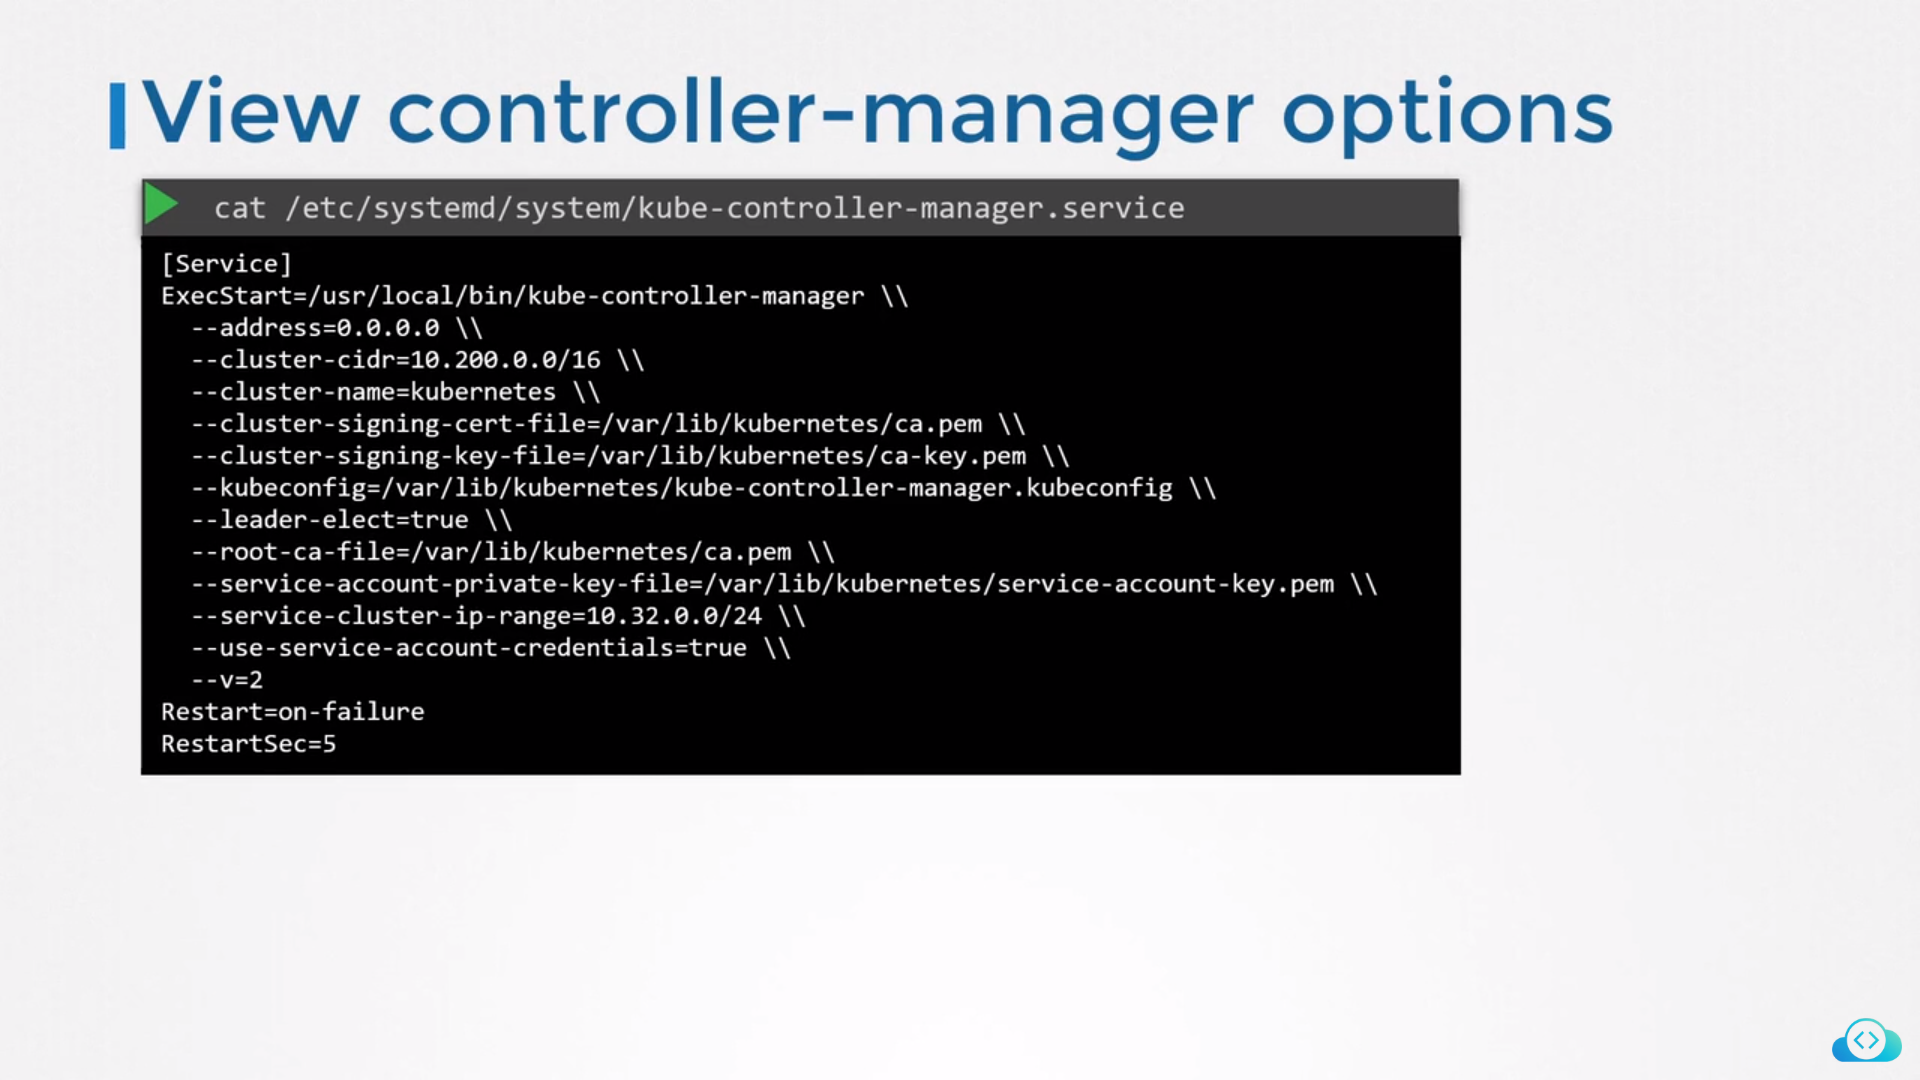 View controller-manager options
cat /etc/systemd/system/kube-controller-manager.service
[Service]
ExecStart=/usr/local/bin/kube-controller-manager \\
  --address=0.0.0.0 \\
  --cluster-cidr=10.200.0.0/16 \\
  --cluster-name=kubernetes \\
  --cluster-signing-cert-file=/var/lib/kubernetes/ca.pem \\
  --cluster-signing-key-file=/var/lib/kubernetes/ca-key.pem \\
  --kubeconfig=/var/lib/kubernetes/kube-controller-manager.kubeconfig \\
  --leader-elect=true \\
  --root-ca-file=/var/lib/kubernetes/ca.pem \\
  --service-account-private-key-file=/var/lib/kubernetes/service-account-key.pem \\
  --service-cluster-ip-range=10.32.0.0/24 \\
  --use-service-account-credentials=true \\
  --v=2
Restart=on-failure
RestartSec=5